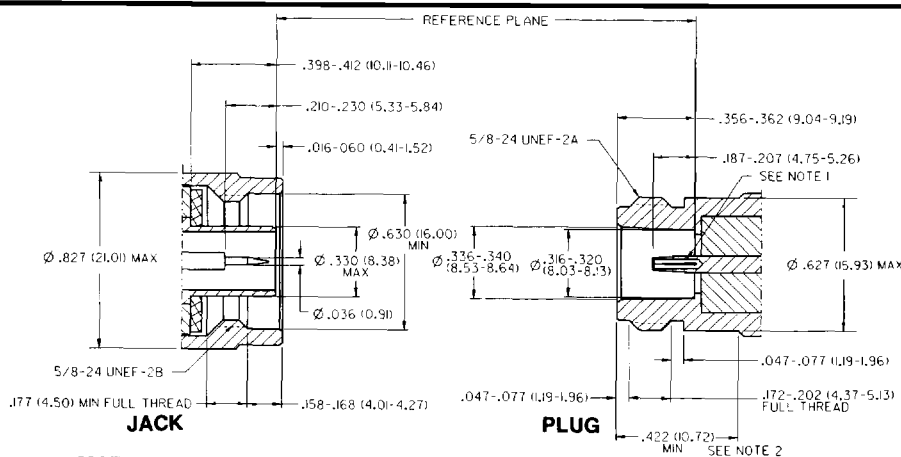 REFERENCE PLANE
.398-.412 (10.11-10.46)
.210-.230 (5.33-5.84)
.016-060 (0.41-1.52)
Ø.827 (21.01) MAX
Ø.630 (16.00)
MIN
Ø.330 (8.38)
MAX
Ø.036 (0.91)
5/8-24 UNEF-2B
.177 (4.50) MIN FULL THREAD
.158-.168 (4.01-4.27)
JACK
.356-.362 (9.04-9.19)
5/8-24 UNEF-2A
.187-.207 (4.75-5.26)
SEE NOTE 1
Ø.336-.340
(8.53-8.64)
Ø.316-.320
(8.03-8.13)
Ø.627 (15.93) MAX
.047-.077 (1.19-1.96)
.047-.077 (1.19-1.96)
.172-.202 (4.37-5.13)
FULL THREAD
PLUG
.422 (10.72)
MIN
SEE NOTE 2